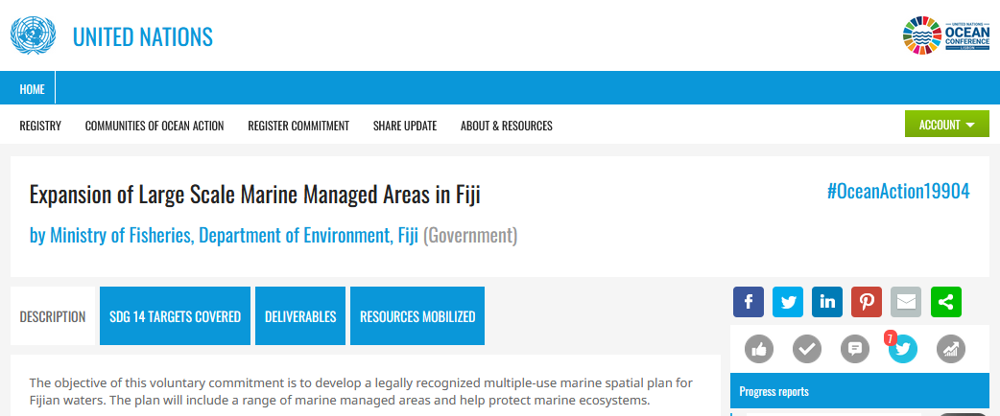 UNITED NATIONS
UNITED NATIONS
OCEAN
CONFERENCE
LISBON
HOME
REGISTRY COMMUNITIES OF OCEAN ACTION REGISTER COMMITMENT SHARE UPDATE ABOUT & RESOURCES ACCOUNT
Expansion of Large Scale Marine Managed Areas in Fiji #OceanAction19904
by Ministry of Fisheries, Department of Environment, Fiji (Government)
DESCRIPTION SDG 14 TARGETS COVERED DELIVERABLES RESOURCES MOBILIZED
7
Progress reports
The objective of this voluntary commitment is to develop a legally recognized multiple-use marine spatial plan for
Fijian waters. The plan will include a range of marine managed areas and help protect marine ecosystems.